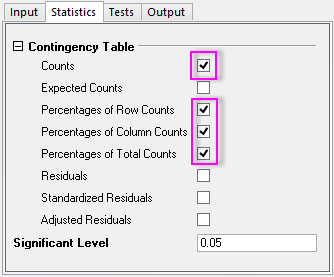 Input Statistics Tests Output
Contingency Table
Counts
Expected Counts
Percentages of Row Counts
Percentages of Column Counts
Percentages of Total Counts
Residuals
Standardized Residuals
Adjusted Residuals
Significant Level 0.05